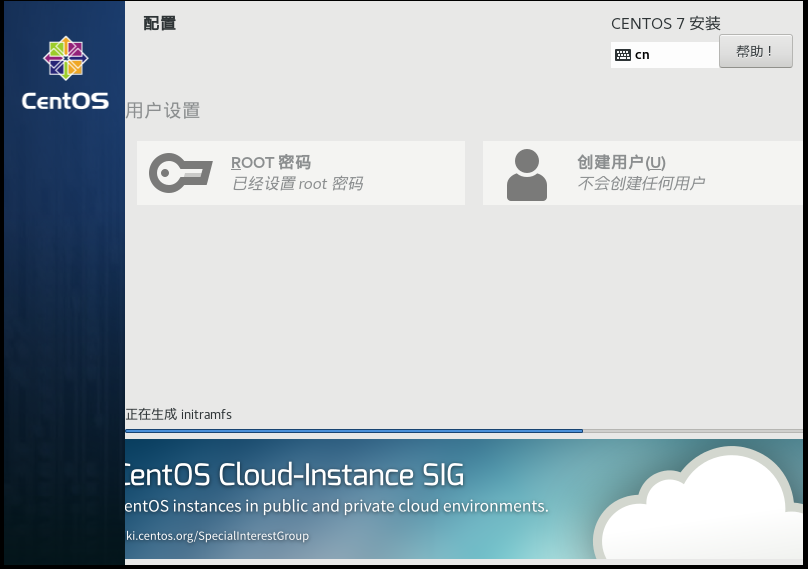 CentOS
配置
CENTOS 7 安装
cn
帮助！
用户设置
ROOT 密码
已经设置 root 密码
创建用户(U)
不会创建任何用户
正在生成 initramfs
CentOS Cloud-Instance SIG
entOS instances in public and private cloud environments.
ki.centos.org/SpecialInterestGroup